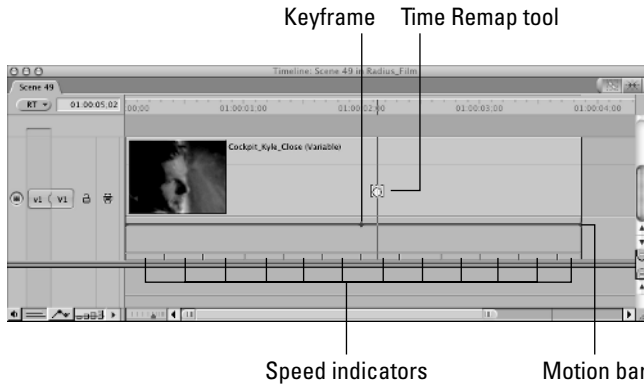 Keyframe Time Remap tool
Timeline: Scene 49 in Radius_Film
Scene 49
RT 01:00:05;02 00:00 01:00:01;00 01:00:02;00 01:00:03;00 01:00:04:00
Cockpit_Kyle_Close (Variable)
v1 V1
Speed indicators Motion bar